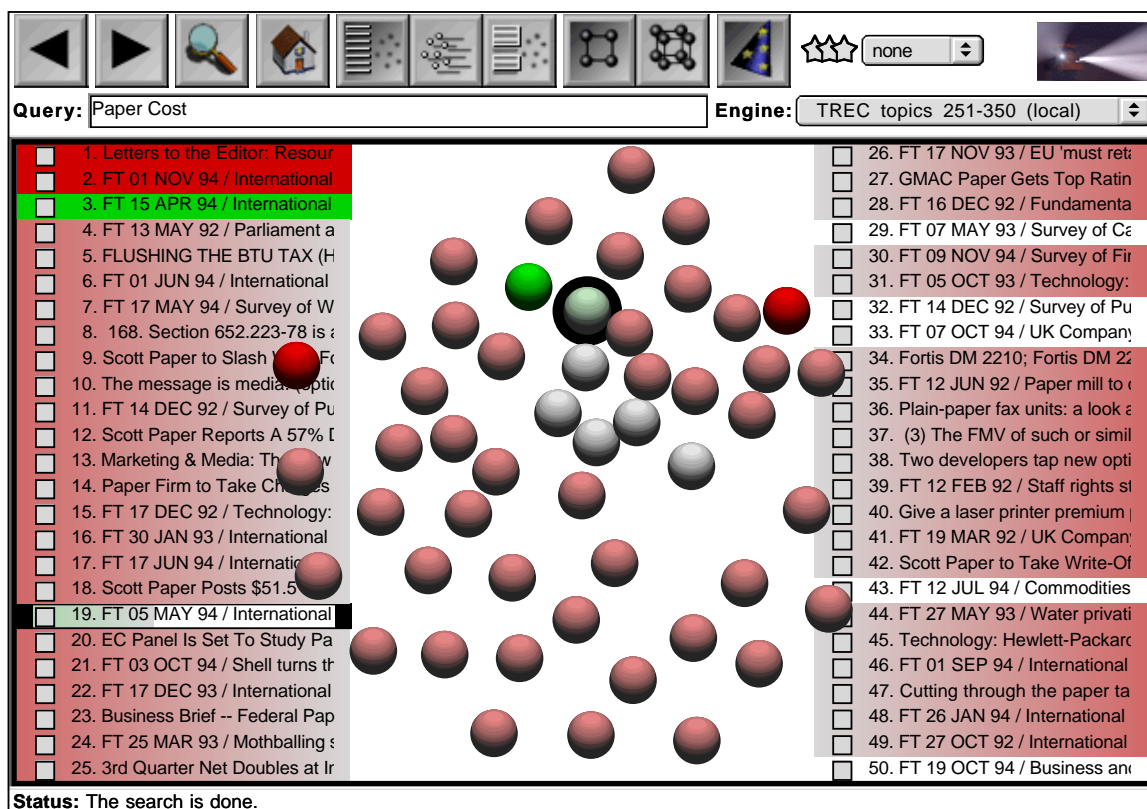 none
Query: Paper Cost Engine: TREC topics 251-350 (local)
1. Letters to the Editor: Resour
2. FT 01 NOV 94 / International
3. FT 15 APR 94 / International
4. FT 13 MAY 92 / Parliament a
5. FLUSHING THE BTU TAX (H
6. FT 01 JUN 94 / International
7. FT 17 MAY 94 / Survey of W
8. 168. Section 652.223-78 is a
9. Scott Paper to Slash
10. The message is media:
11. FT 14 DEC 92 / Survey of Pu
12. Scott Paper Reports A 57% D
13. Marketing & Media:
14. Paper Firm to Take Charges
15. FT 17 DEC 92 / Technology:
16. FT 30 JAN 93 / International
17. FT 17 JUN 94 / Internatio
18. Scott Paper Posts $51.5
19. FT 05 MAY 94 / International
20. EC Panel Is Set To Study Pa
21. FT 03 OCT 94 / Shell turns th
22. FT 17 DEC 93 / International
23. Business Brief -- Federal Pap
24. FT 25 MAR 93 / Mothballing s
25. 3rd Quarter Net Doubles at In
26. FT 17 NOV 93 / EU 'must reta
27. GMAC Paper Gets Top Ratin
28. FT 16 DEC 92 / Fundamenta
29. FT 07 MAY 93 / Survey of Ca
30. FT 09 NOV 94 / Survey of Fin
31. FT 05 OCT 93 / Technology:
32. FT 14 DEC 92 / Survey of Pu
33. FT 07 OCT 94 / UK Company
34. Fortis DM 2210; Fortis DM 22
35. FT 12 JUN 92 / Paper mill to c
36. Plain-paper fax units: a look a
37. (3) The FMV of such or simil
38. Two developers tap new opti
39. FT 12 FEB 92 / Staff rights st
40. Give a laser printer premium
41. FT 19 MAR 92 / UK Company
42. Scott Paper to Take Write-Of
43. FT 12 JUL 94 / Commodities
44. FT 27 MAY 93 / Water privati
45. Technology: Hewlett-Packard
46. FT 01 SEP 94 / International
47. Cutting through the paper ta
48. FT 26 JAN 94 / International
49. FT 27 OCT 92 / International
50. FT 19 OCT 94 / Business and
Status: The search is done.